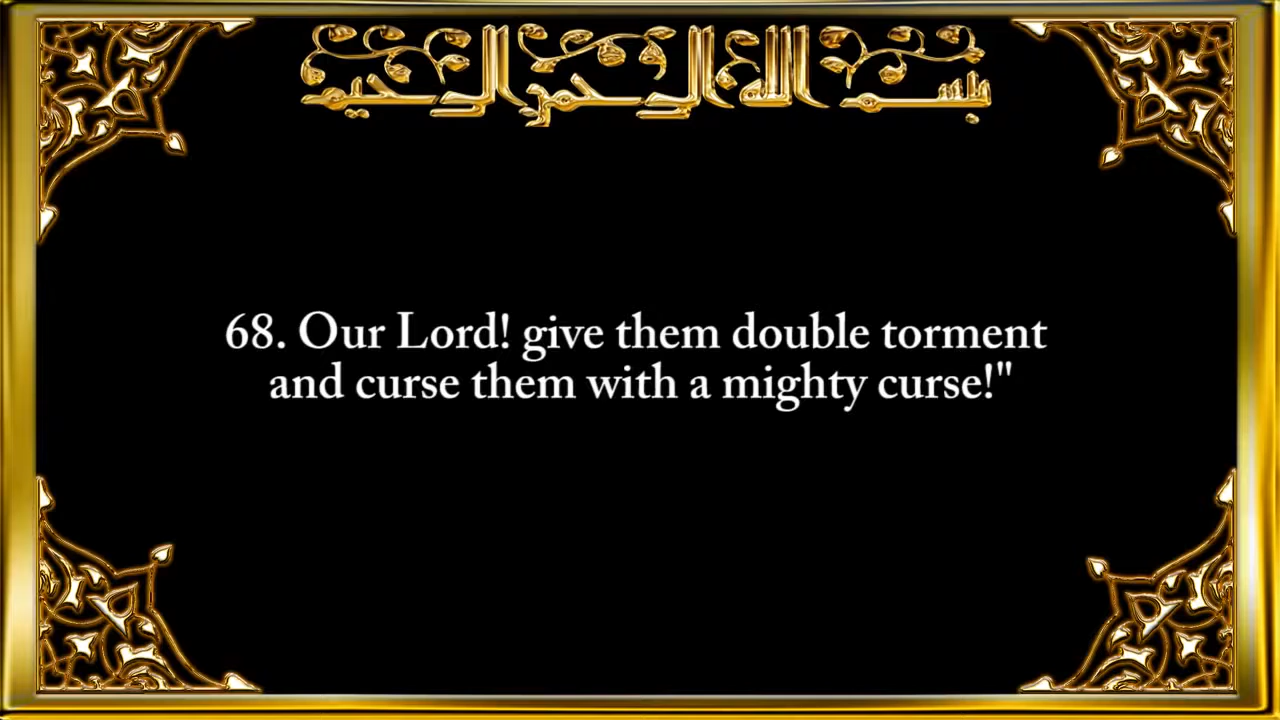 بسم الله الرحمن الرحيم
68. Our Lord! give them double torment
and curse them with a mighty curse!"